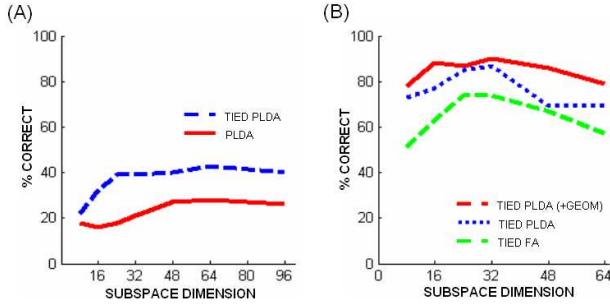 (A)
100
80
60
40
20
0
% CORRECT
TIED PLDA
PLDA
16 32 48 64 80 96
SUBSPACE DIMENSION
(B)
100
80
60
40
20
0
% CORRECT
TIED PLDA (+GEOM)
TIED PLDA
TIED FA
0 16 32 48 64
SUBSPACE DIMENSION